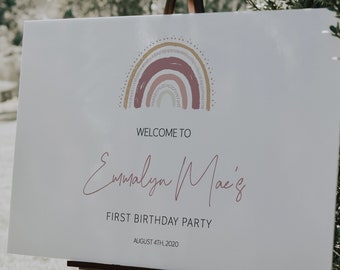 WELCOME TO
Emmalyn Mae's
FIRST BIRTHDAY PARTY
AUGUST 4TH, 2020